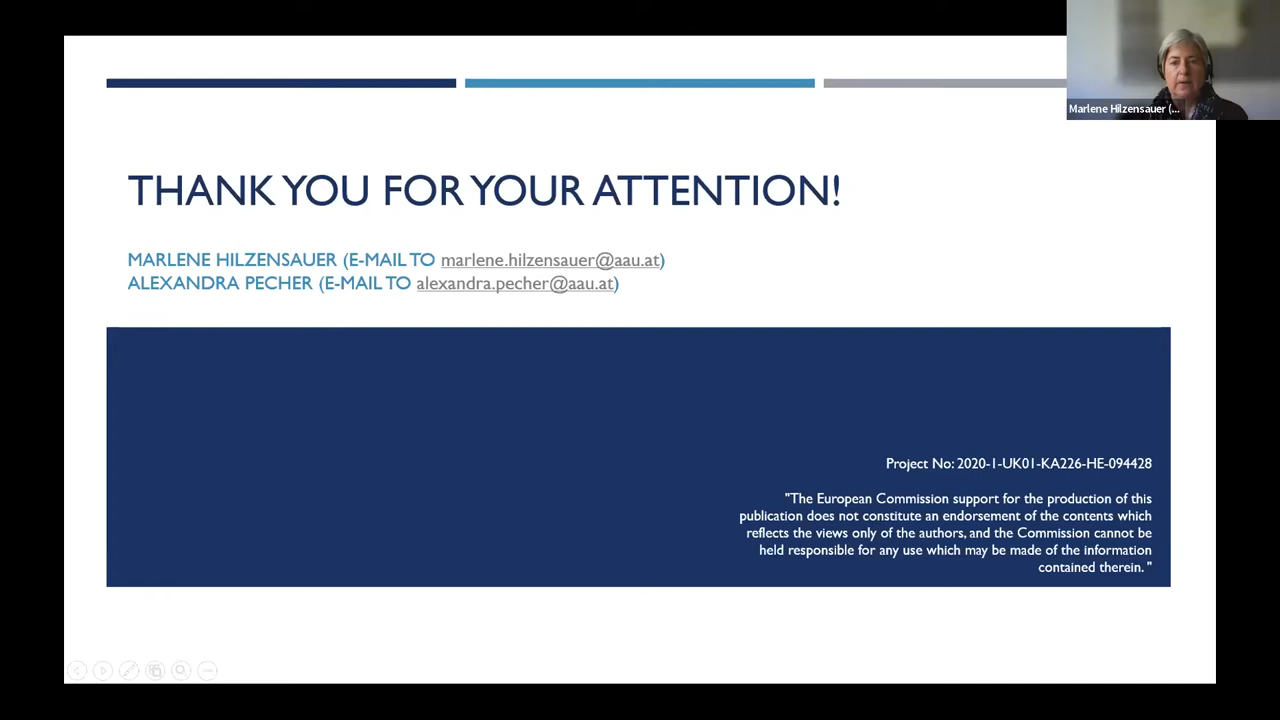 Marlene Hilzensauer (...
THANK YOU FOR YOUR ATTENTION!
MARLENE HILZENSAUER (E-MAIL TO marlene.hilzensauer@aau.at)
ALEXANDRA PECHER (E-MAIL TO alexandra.pecher@aau.at)
Project No: 2020-1-UK01-KA226-HE-094428
"The European Commission support for the production of this
publication does not constitute an endorsement of the contents which
reflects the views only of the authors, and the Commission cannot be
held responsible for any use which may be made of the information
contained therein. "